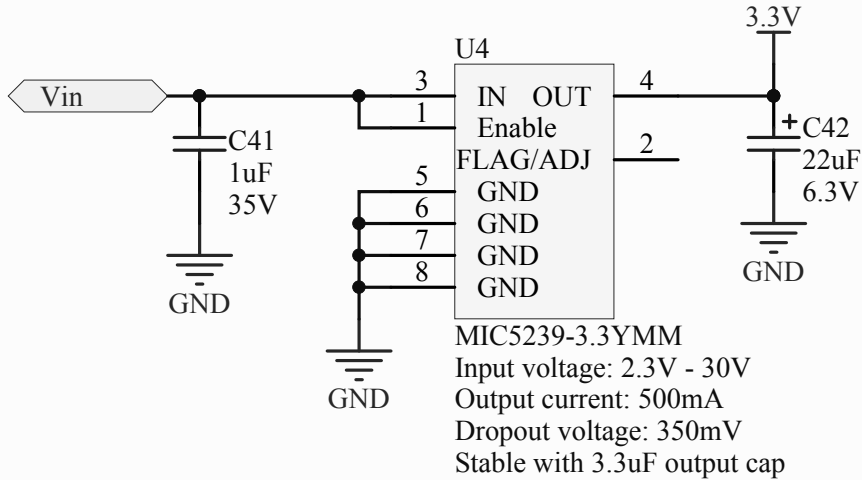 3.3V
U4
Vin
3
IN
OUT
4
1
Enable
FLAG/ADJ
2
C41
1uF
35V
+
C42
22uF
6.3V
5
GND
6
GND
7
GND
8
GND
GND
GND
GND
MIC5239-3.3YMM
Input voltage: 2.3V - 30V
Output current: 500mA
Dropout voltage: 350mV
Stable with 3.3uF output cap